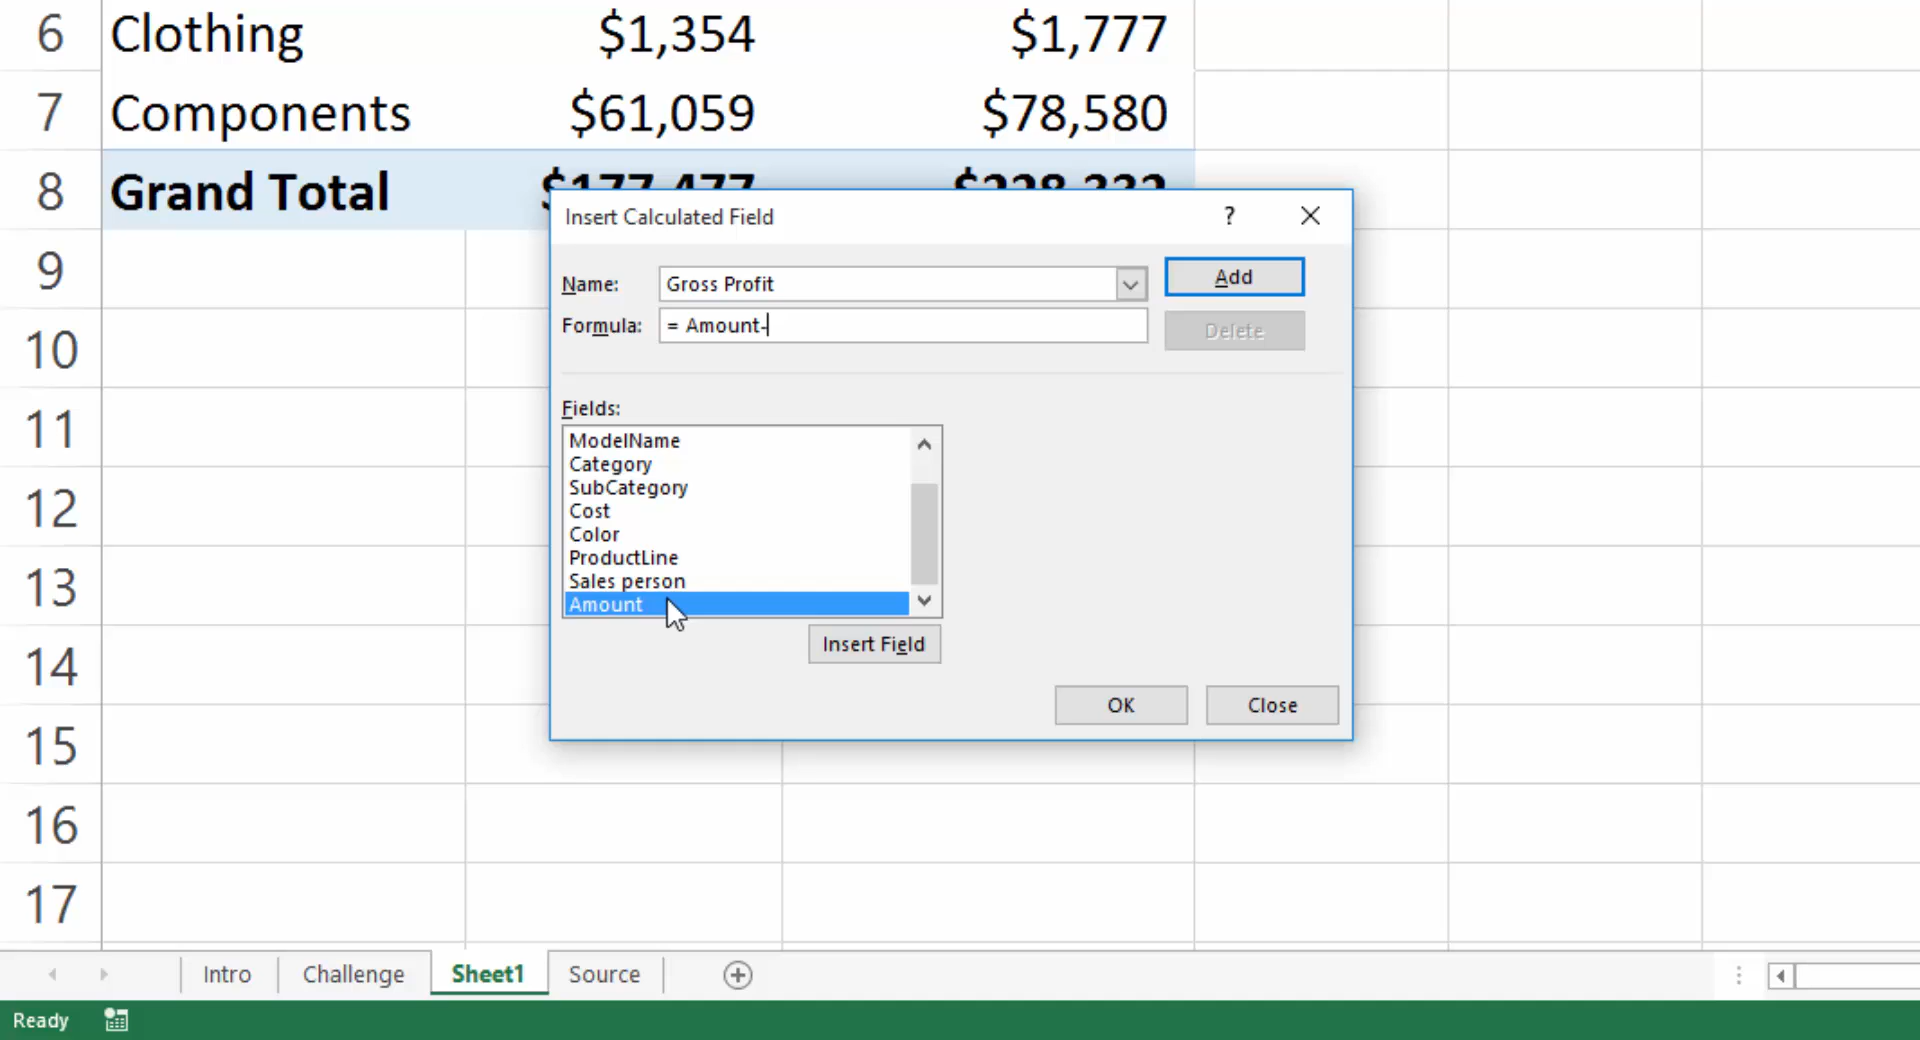 6 Clothing $1,354 $1,777
7 Components $61,059 $78,580
8 Grand Total $177,477 $228,332
Insert Calculated Field ?
Name: Gross Profit Add
Formula: = Amount- Delete
Fields:
ModelName
Category
SubCategory
Cost
Color
ProductLine
Sales person
Amount
Insert Field
OK Close
9
10
11
12
13
14
15
16
17
Intro Challenge Sheet1 Source
Ready